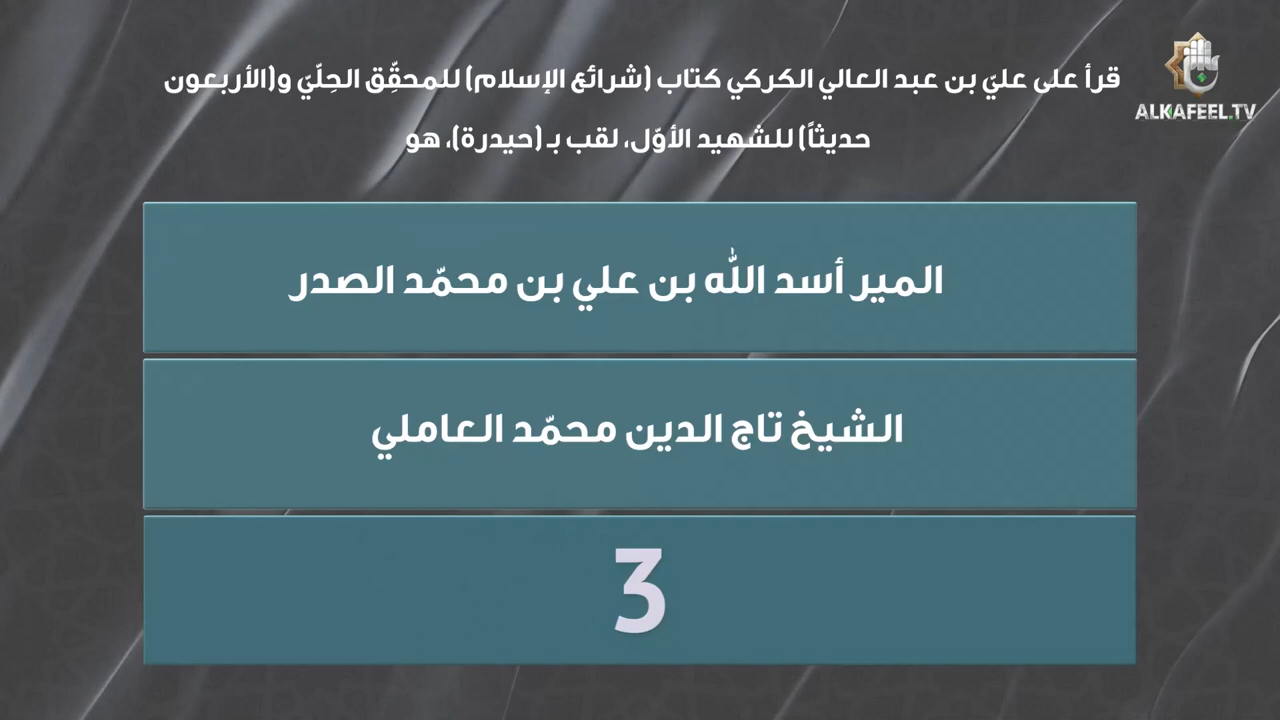 قرأ على عليّ بن عبد العالي الكركي كتاب (شرائع الإسلام) للمحقِّق الحِلّيّ و(الأربعون
حديثاً) للشهيد الأوّل، لقب بـ (حيدرة)، هو
ALKAFEEL.TV
المير أسد الله بن علي بن محمّد الصدر
الشيخ تاج الدين محمّد العاملي
3